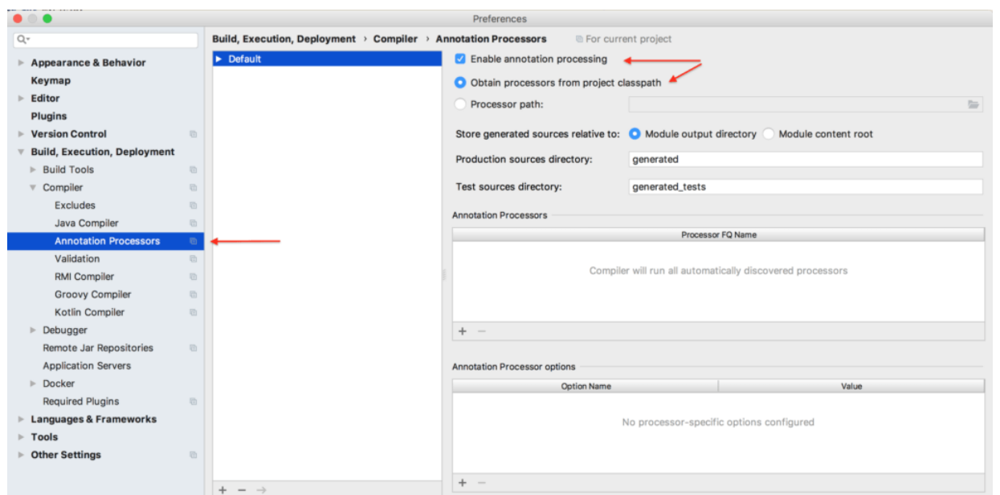 Preferences
Build, Execution, Deployment › Compiler › Annotation Processors For current project
Appearance & Behavior
Keymap
Editor
Plugins
Version Control
Build, Execution, Deployment
Build Tools
Compiler
Excludes
Java Compiler
Annotation Processors
Validation
RMI Compiler
Groovy Compiler
Kotlin Compiler
Debugger
Remote Jar Repositories
Application Servers
Docker
Required Plugins
Languages & Frameworks
Tools
Other Settings
Default
Enable annotation processing
Obtain processors from project classpath
Processor path:
Store generated sources relative to: Module output directory Module content root
Production sources directory: generated
Test sources directory: generated_tests
Annotation Processors
Processor FQ Name
Compiler will run all automatically discovered processors
Annotation Processor options
Option Name Value
No processor-specific options configured